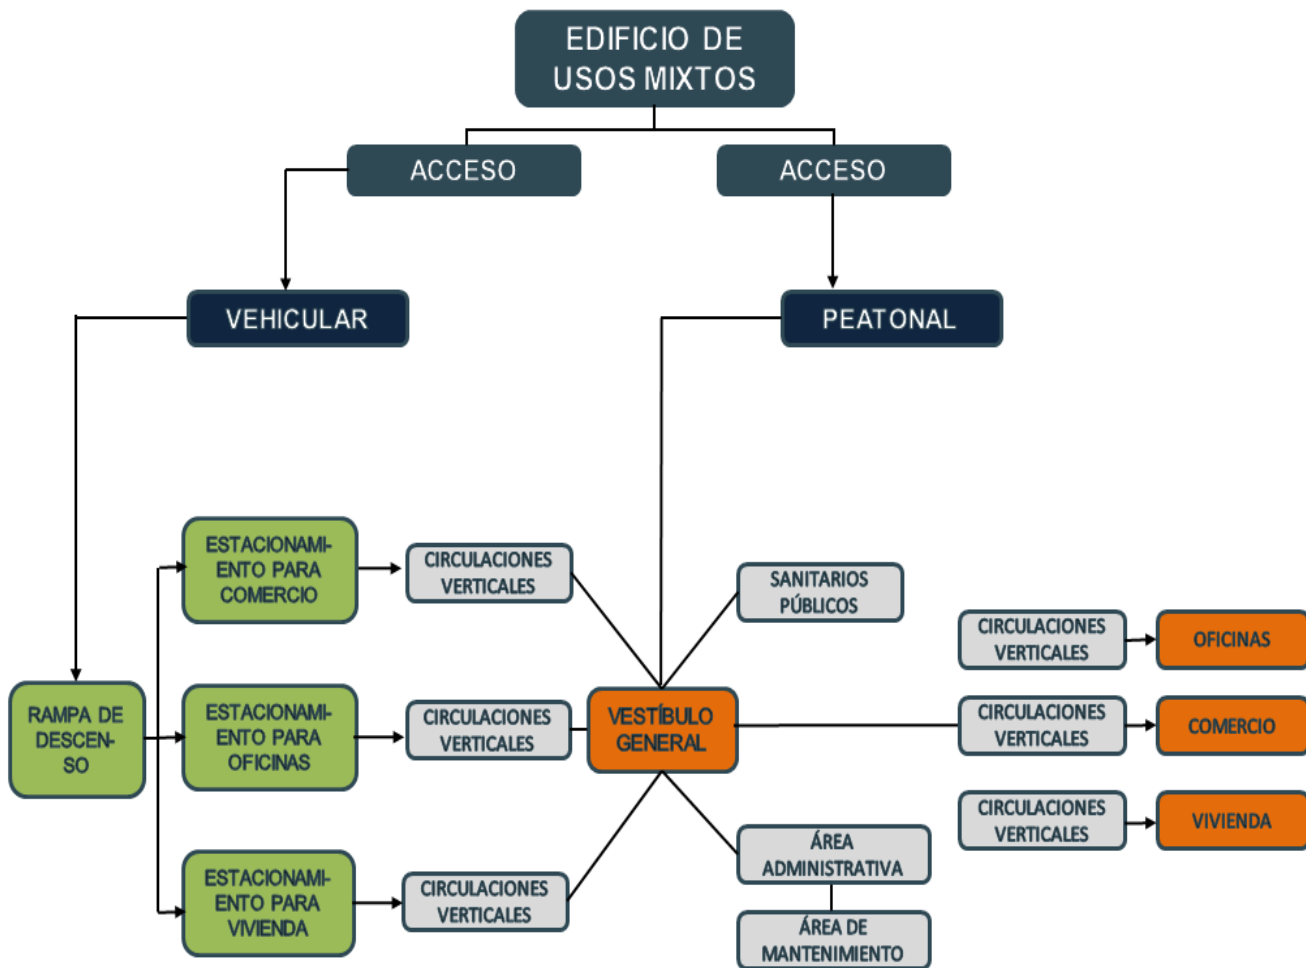 EDIFICIO DE
USOS MIXTOS
ACCESO
ACCESO
VEHICULAR
PEATONAL
ESTACIONAMI-
ENTO PARA
COMERCIO
CIRCULACIONES
VERTICALES
SANITARIOS
PÚBLICOS
CIRCULACIONES
VERTICALES
OFICINAS
RAMPA DE
DESCEN-
SO
ESTACIONAMI-
ENTO PARA
OFICINAS
CIRCULACIONES
VERTICALES
VESTÍBULO
GENERAL
CIRCULACIONES
VERTICALES
COMERCIO
CIRCULACIONES
VERTICALES
VIVIENDA
ESTACIONAMI-
ENTO PARA
VIVIENDA
CIRCULACIONES
VERTICALES
ÁREA
ADMINISTRATIVA
ÁREA DE
MANTENIMIENTO